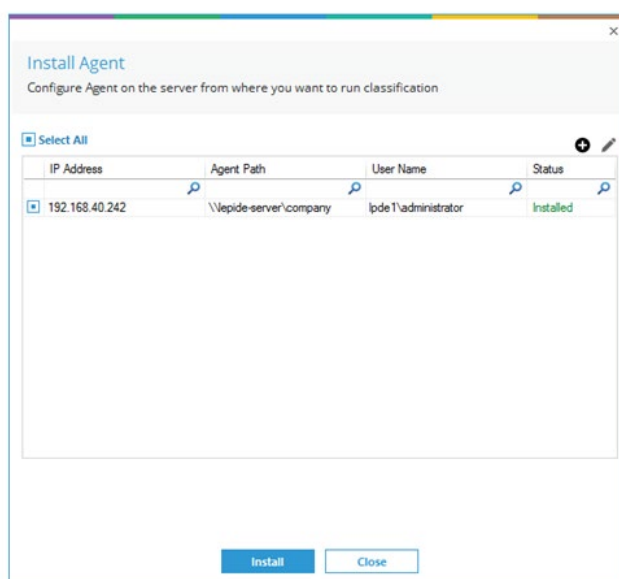 Install Agent
Configure Agent on the server from where you want to run classification
Select All
IP Address Agent Path User Name Status
192.168.40.242 \\lepide-server\company lpde1\administrator Installed
Install Close